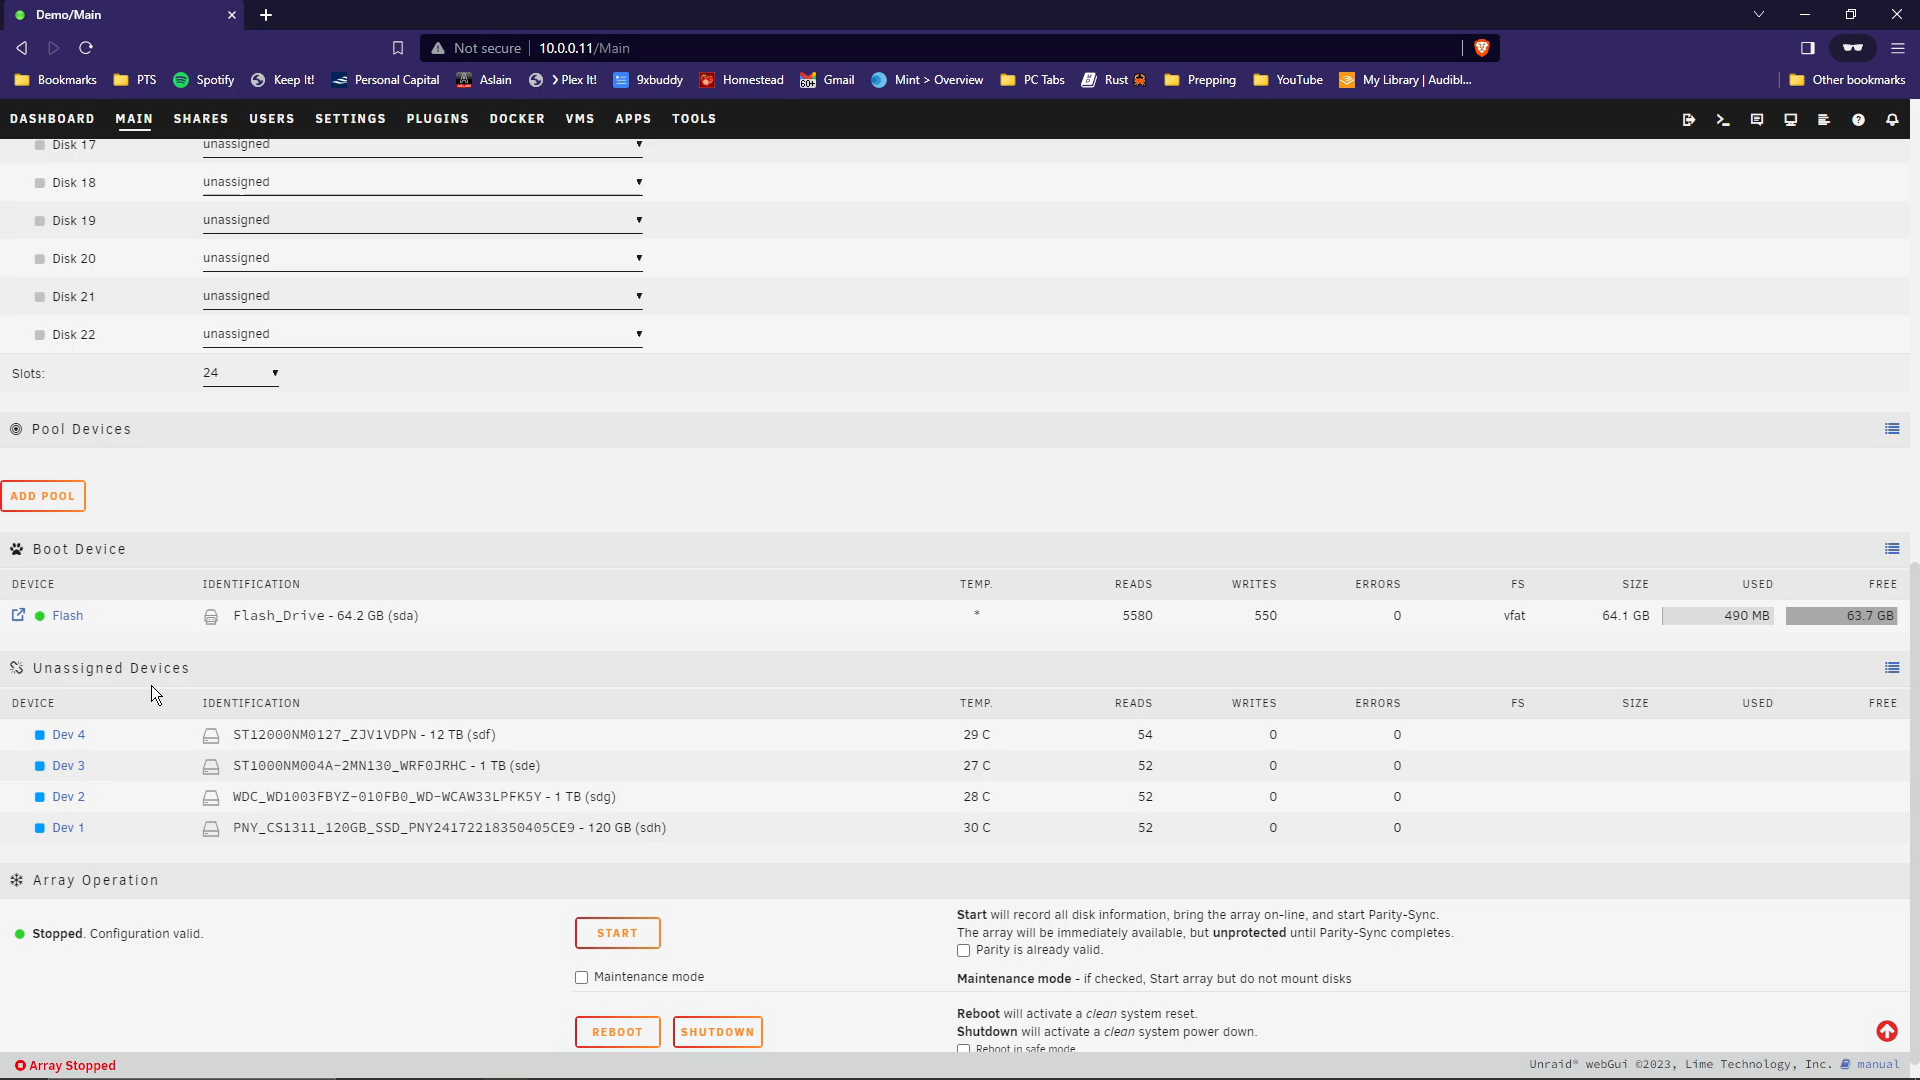 Demo/Main
Not secure 10.0.0.11/Main
Bookmarks PTS Spotify Keep It! Personal Capital Aslain > Plex It! 9xbuddy Homestead Gmail Mint > Overview PC Tabs Rust 🦀 Prepping YouTube My Library | Audibl... Other bookmarks
DASHBOARD MAIN SHARES USERS SETTINGS PLUGINS DOCKER VMS APPS TOOLS
Disk 17 unassigned
Disk 18 unassigned
Disk 19 unassigned
Disk 20 unassigned
Disk 21 unassigned
Disk 22 unassigned
Slots: 24
Pool Devices
ADD POOL
Boot Device
DEVICE IDENTIFICATION TEMP. READS WRITES ERRORS FS SIZE USED FREE
Flash Flash_Drive - 64.2 GB (sda) * 5580 550 0 vfat 64.1 GB 490 MB 63.7 GB
Unassigned Devices
DEVICE IDENTIFICATION TEMP. READS WRITES ERRORS FS SIZE USED FREE
Dev 4 ST12000NM0127_ZJV1VDPN - 12 TB (sdf) 29 C 54 0 0
Dev 3 ST1000NM004A-2MN130_WRF0JRHC - 1 TB (sde) 27 C 52 0 0
Dev 2 WDC_WD1003FBYZ-010FB0_WD-WCAW33LPFK5Y - 1 TB (sdg) 28 C 52 0 0
Dev 1 PNY_CS1311_120GB_SSD_PNY24172218350405CE9 - 120 GB (sdh) 30 C 52 0 0
Array Operation
Stopped. Configuration valid.
START
Start will record all disk information, bring the array on-line, and start Parity-Sync.
The array will be immediately available, but unprotected until Parity-Sync completes.
Parity is already valid.
Maintenance mode
Maintenance mode - if checked, Start array but do not mount disks
REBOOT SHUTDOWN
Reboot will activate a clean system reset.
Shutdown will activate a clean system power down.
Reboot in safe mode
Array Stopped
Unraid® webGui ©2023, Lime Technology, Inc. manual